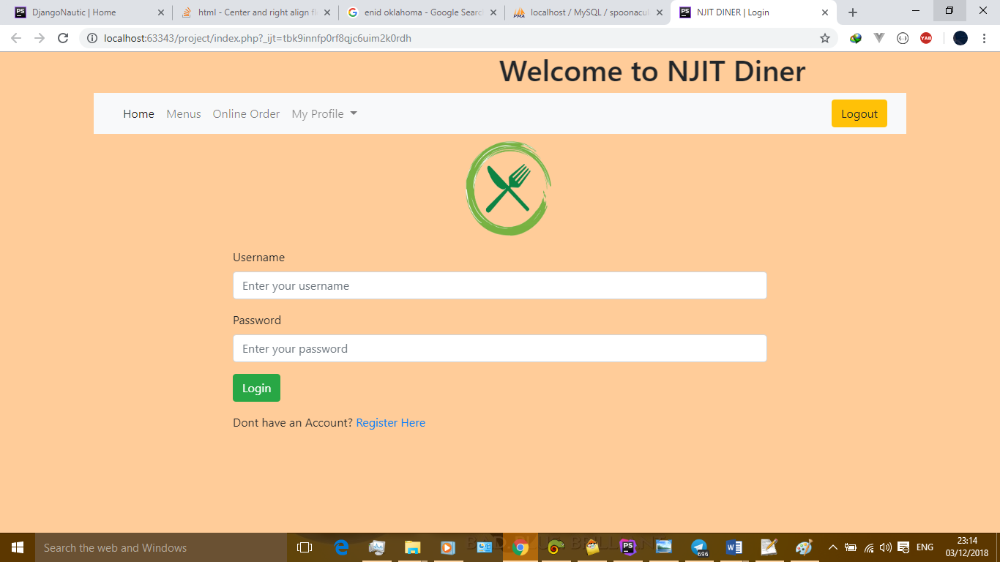 DjangoNautic | Home
html - Center and right align fl
enid oklahoma - Google Searc
localhost / MySQL / spoonacul
NJIT DINER | Login
localhost:63343/project/index.php?_ijt=tbk9innfp0rf8qjc6uim2k0rdh
Welcome to NJIT Diner
Home Menus Online Order My Profile Logout
Username
Enter your username
Password
Enter your password
Login
Dont have an Account? Register Here
Search the web and Windows
696
ENG
23:14
03/12/2018